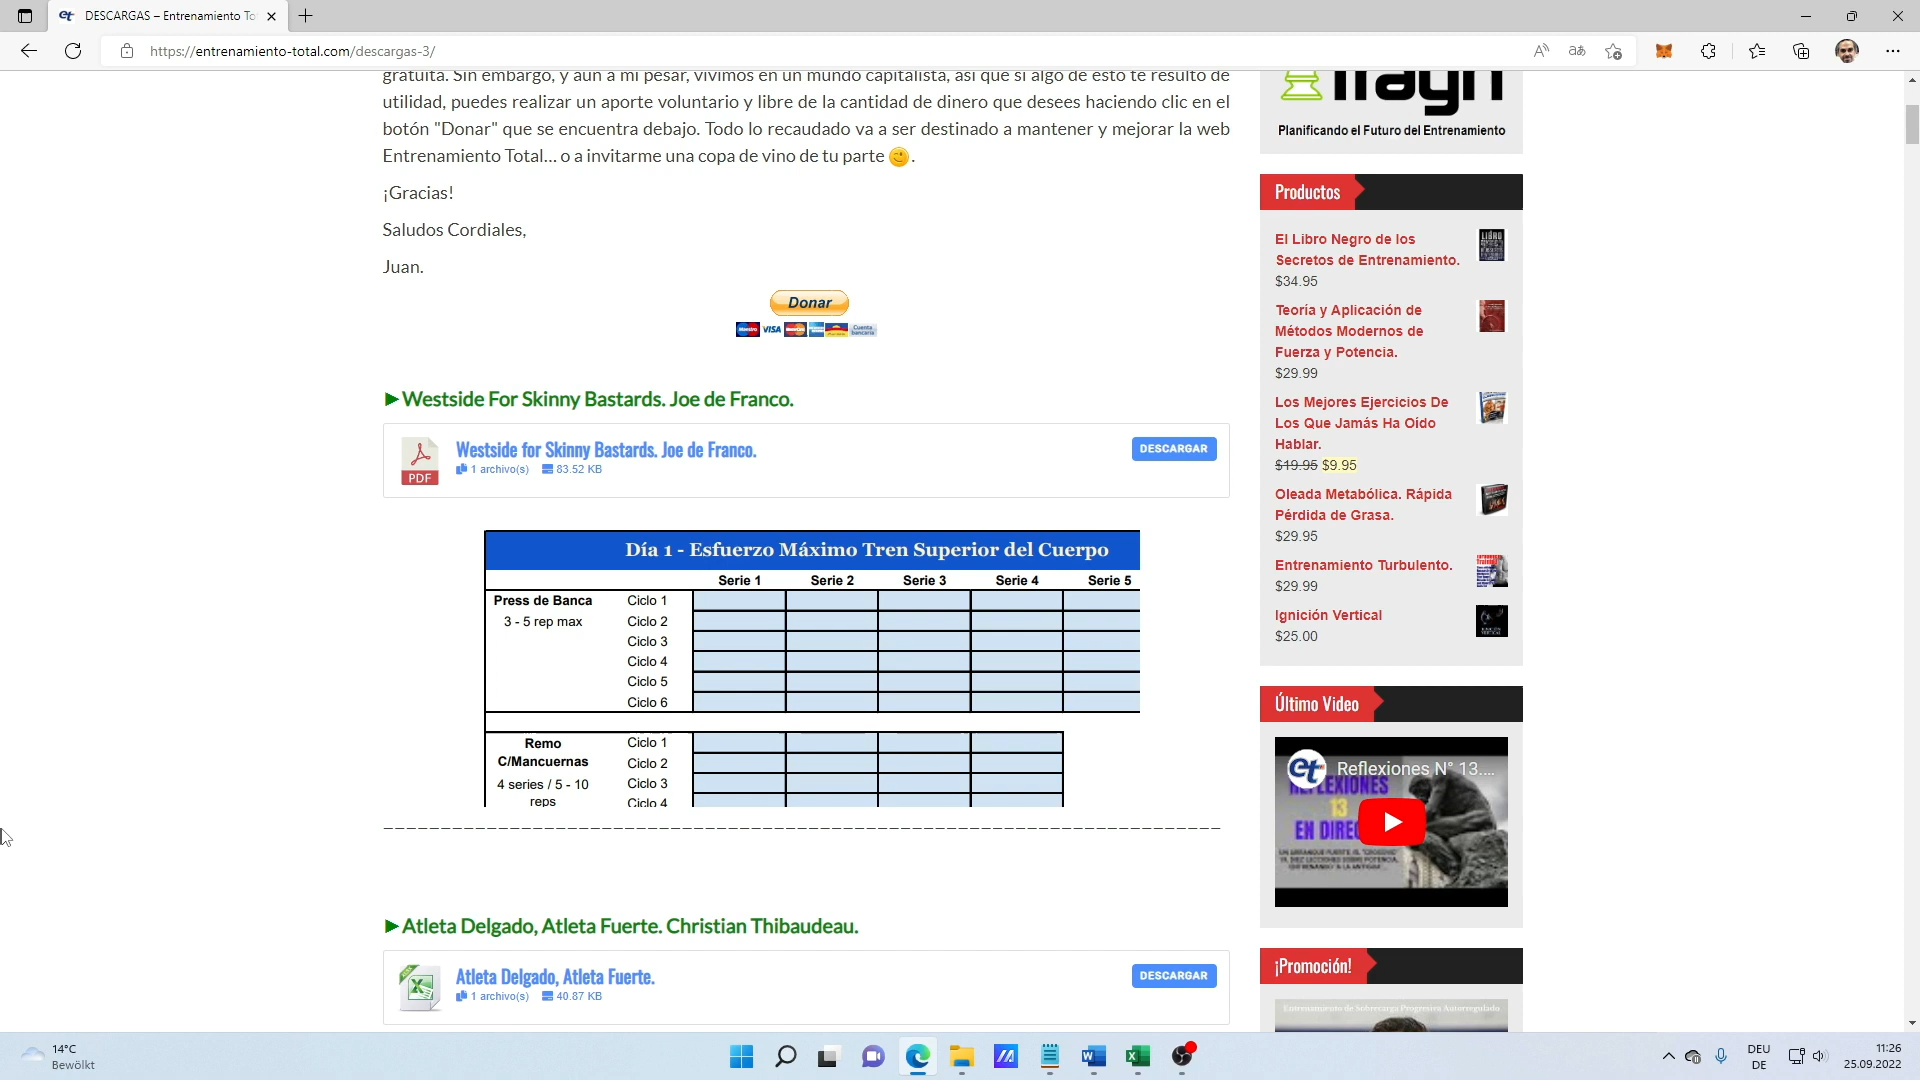 DESCARGAS – Entrenamiento To
https://entrenamiento-total.com/descargas-3/
gratuita. Sin embargo, y aun a mi pesar, vivimos en un mundo capitalista, así que si algo de esto te resultó de
utilidad, puedes realizar un aporte voluntario y libre de la cantidad de dinero que desees haciendo clic en el
botón "Donar" que se encuentra debajo. Todo lo recaudado va a ser destinado a mantener y mejorar la web
Entrenamiento Total… o a invitarme una copa de vino de tu parte 😉.
¡Gracias!
Saludos Cordiales,
Juan.
Donar
Maestro VISA Cuenta bancaria
►Westside For Skinny Bastards. Joe de Franco.
PDF
Westside for Skinny Bastards. Joe de Franco.
1 archivo(s) 83.52 KB
DESCARGAR
Día 1 - Esfuerzo Máximo Tren Superior del Cuerpo
Serie 1 Serie 2 Serie 3 Serie 4 Serie 5
Press de Banca Ciclo 1
3 - 5 rep max Ciclo 2
Ciclo 3
Ciclo 4
Ciclo 5
Ciclo 6
Remo Ciclo 1
C/Mancuernas Ciclo 2
4 series / 5 - 10 Ciclo 3
reps Ciclo 4
►Atleta Delgado, Atleta Fuerte. Christian Thibaudeau.
Atleta Delgado, Atleta Fuerte.
1 archivo(s) 40.87 KB
DESCARGAR
Planificando el Futuro del Entrenamiento
Productos
El Libro Negro de los
Secretos de Entrenamiento.
$34.95
Teoría y Aplicación de
Métodos Modernos de
Fuerza y Potencia.
$29.99
Los Mejores Ejercicios De
Los Que Jamás Ha Oído
Hablar.
$19.95 $9.95
Oleada Metabólica. Rápida
Pérdida de Grasa.
$29.95
Entrenamiento Turbulento.
$29.99
Ignición Vertical
$25.00
Último Video
et Reflexiones N° 13....
REFLEXIONES
13
EN DIREC
¡Promoción!
Entrenamiento de Sobrecarga Progresiva Autorregulado
14°C
Bewölkt
DEU
DE
11:26
25.09.2022